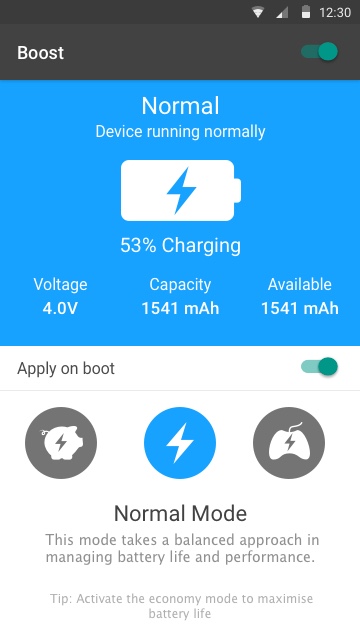 12:30
Boost
Normal
Device running normally
53% Charging
Voltage Capacity Available
4.0V 1541 mAh 1541 mAh
Apply on boot
Normal Mode
This mode takes a balanced approach in
managing battery life and performance.
Tip: Activate the economy mode to maximise
battery life